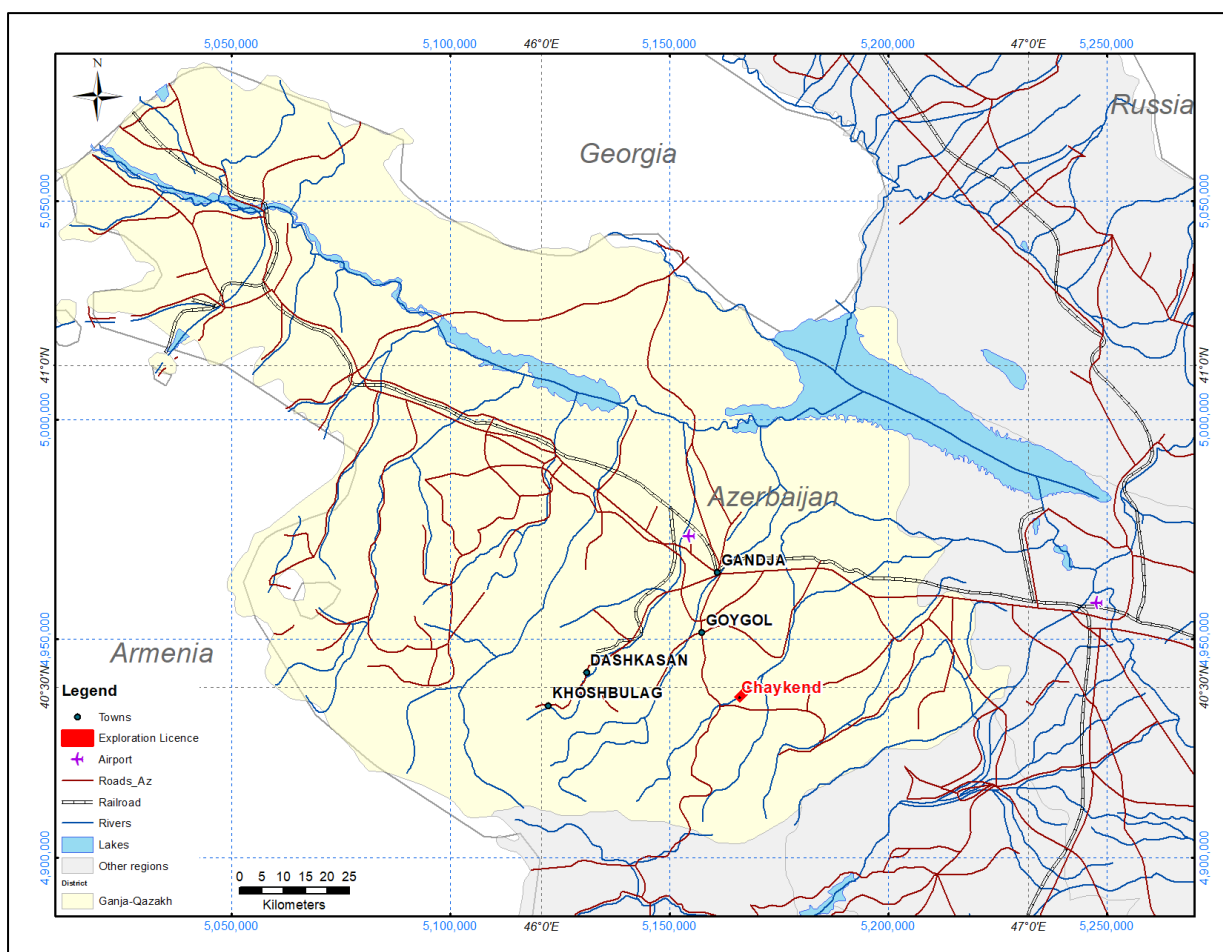 5,050,000
5,100,000
46°0'E
5,150,000
5,200,000
47°0'E
5,250,000
N
Russia
Georgia
5,050,000
5,050,000
41°0'N
41°0'N
5,000,000
5,000,000
Azerbaijan
GANDJA
GOYGOL
4,950,000
4,950,000
Armenia
DASHKASAN
40°30'N
40°30'N
Chaykend
KHOSHBULAG
Legend
Towns
Exploration Licence
Airport
Roads_Az
Railroad
Rivers
Lakes
Other regions
District
Ganja-Qazakh
4,900,000
4,900,000
0 5 10 15 20 25
Kilometers
5,050,000
5,100,000
46°0'E
5,150,000
5,200,000
47°0'E
5,250,000